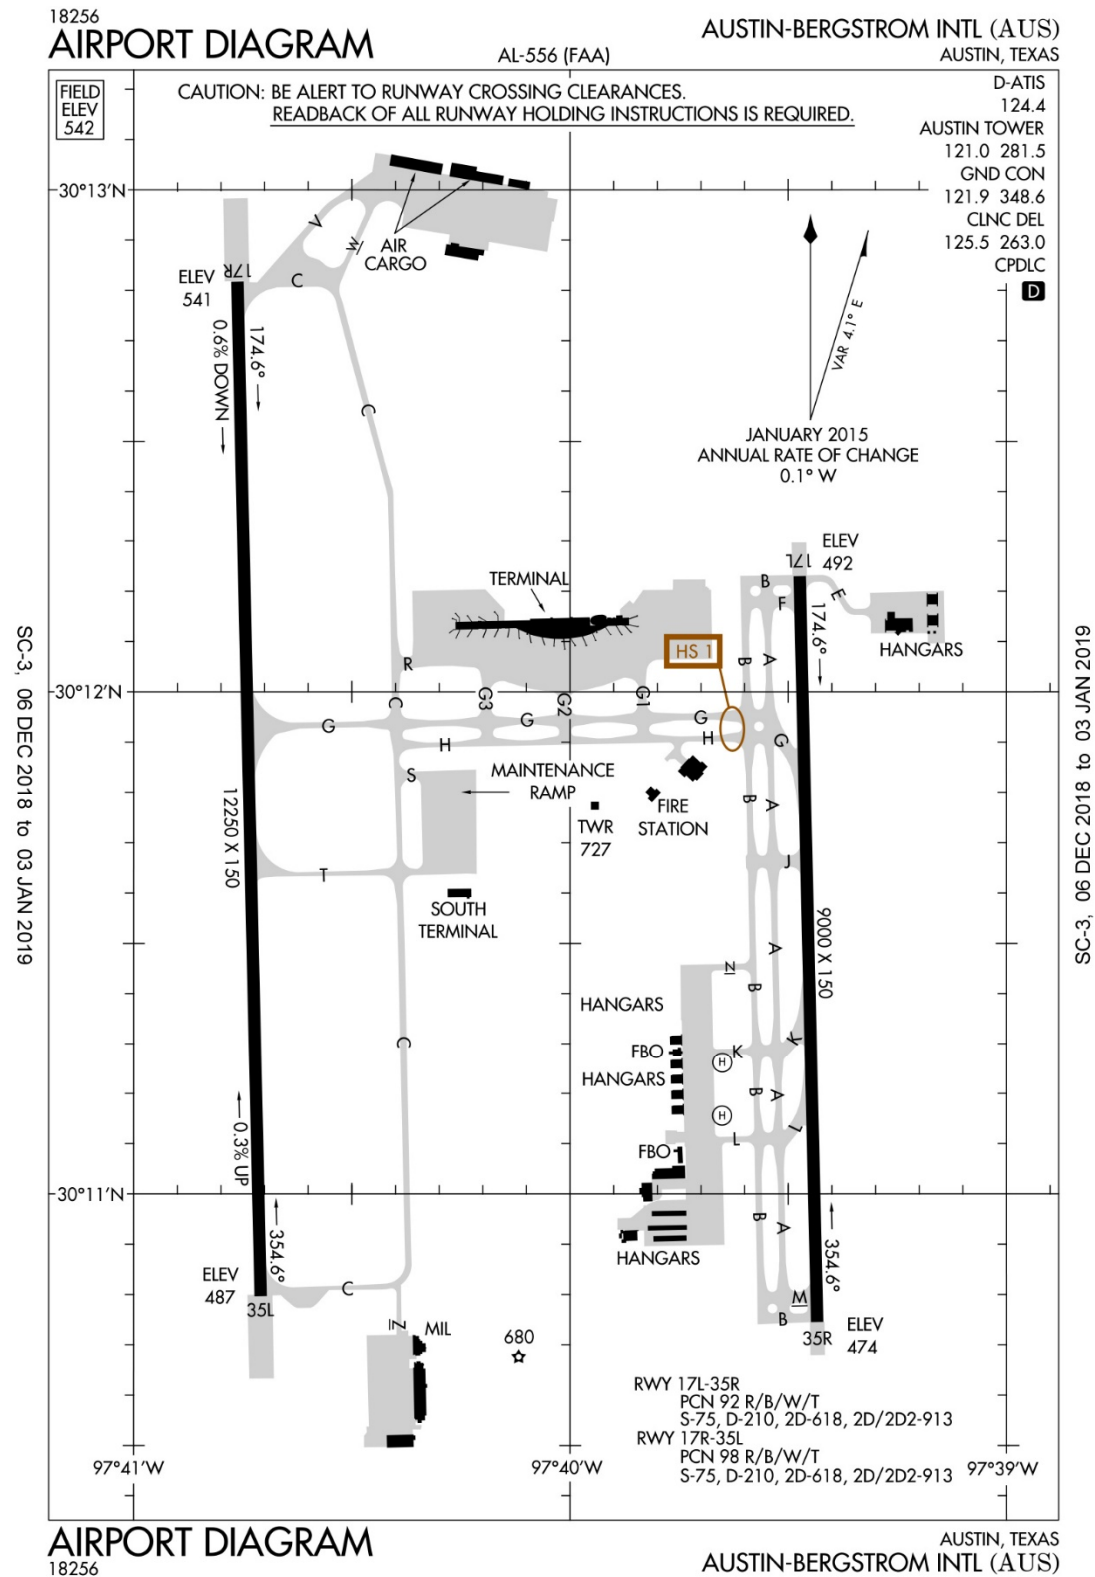 18256
AIRPORT DIAGRAM
AL-556 (FAA)
AUSTIN-BERGSTROM INTL (AUS)
AUSTIN, TEXAS
FIELD
ELEV
542
CAUTION: BE ALERT TO RUNWAY CROSSING CLEARANCES.
READBACK OF ALL RUNWAY HOLDING INSTRUCTIONS IS REQUIRED.
D-ATIS
124.4
AUSTIN TOWER
121.0 281.5
GND CON
121.9 348.6
CLNC DEL
125.5 263.0
CPDLC
D
30°13'N
V
W
AIR
CARGO
C
17R
ELEV
541
0.6% DOWN
174.6°
C
VAR 4.1° E
JANUARY 2015
ANNUAL RATE OF CHANGE
0.1° W
ELEV
492
17L
B
F
E
TERMINAL
174.6°
HANGARS
HS 1
R
B
A
30°12'N
C
G3
G2
G1
G
G
G
G
H
H
S
MAINTENANCE
RAMP
TWR
727
FIRE
STATION
B
A
12250 X 150
T
J
SOUTH
TERMINAL
9000 X 150
A
N
B
HANGARS
C
FBO
H
K
K
HANGARS
B
A
H
L
L
FBO
0.3% UP
30°11'N
354.6°
B
A
354.6°
HANGARS
ELEV
487
35L
C
M
B
35R
ELEV
474
Z
MIL
680
RWY 17L-35R
PCN 92 R/B/W/T
S-75, D-210, 2D-618, 2D/2D2-913
RWY 17R-35L
PCN 98 R/B/W/T
S-75, D-210, 2D-618, 2D/2D2-913
97°41'W
97°40'W
97°39'W
SC-3, 06 DEC 2018 to 03 JAN 2019
SC-3, 06 DEC 2018 to 03 JAN 2019
AIRPORT DIAGRAM
18256
AUSTIN, TEXAS
AUSTIN-BERGSTROM INTL (AUS)